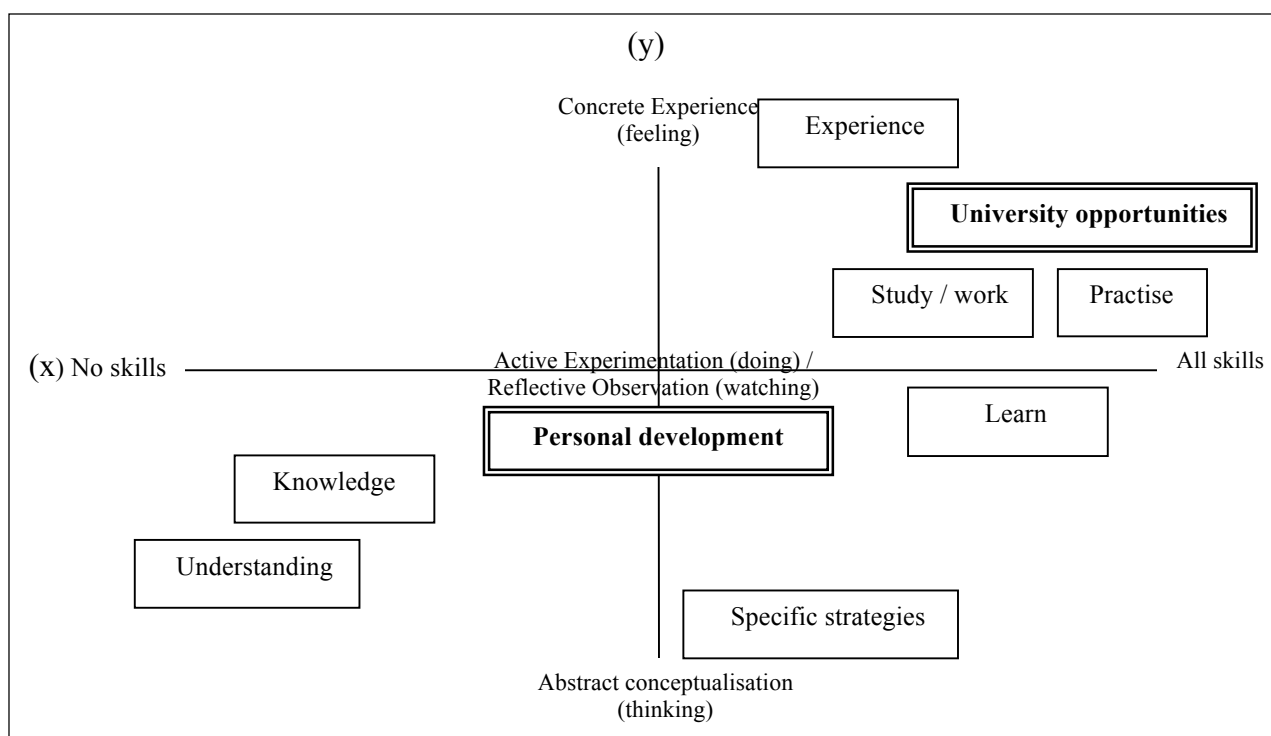 (y)
Concrete Experience
(feeling)
Experience
University opportunities
Study / work
Practise
(x) No skills
Active Experimentation (doing) /
Reflective Observation (watching)
All skills
Learn
Personal development
Knowledge
Understanding
Specific strategies
Abstract conceptualisation
(thinking)